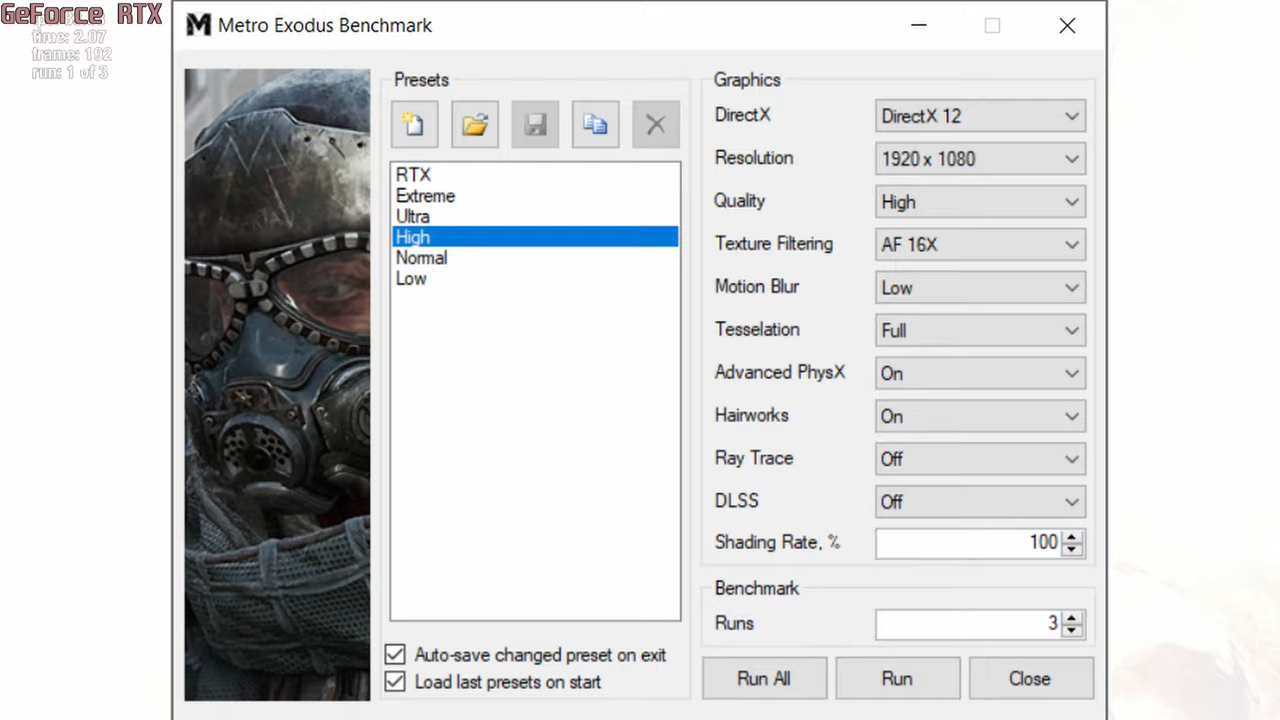 GeForce RTX
time: 2.07
frame: 192
run: 1 of 3
Metro Exodus Benchmark
Presets
RTX
Extreme
Ultra
High
Normal
Low
Auto-save changed preset on exit
Load last presets on start
Graphics
DirectX DirectX 12
Resolution 1920 x 1080
Quality High
Texture Filtering AF 16X
Motion Blur Low
Tesselation Full
Advanced PhysX On
Hairworks On
Ray Trace Off
DLSS Off
Shading Rate, % 100
Benchmark
Runs 3
Run All Run Close